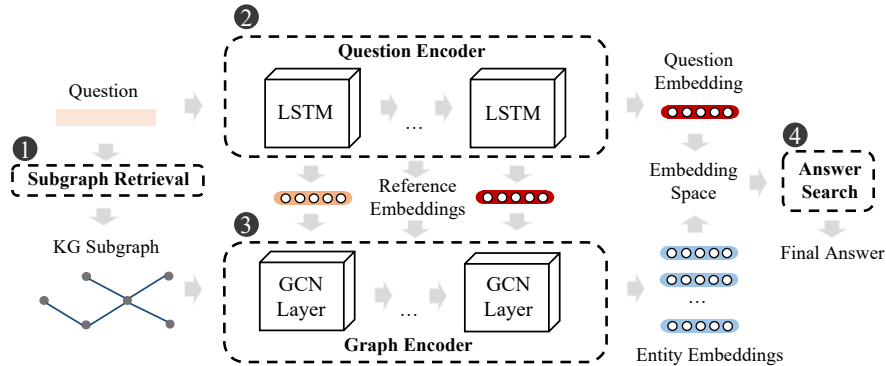 2
Question Encoder
LSTM
...
LSTM
Question
Embedding
Question
1
Subgraph Retrieval
Reference
Embeddings
Embedding
Space
4
Answer
Search
3
KG Subgraph
GCN
Layer
...
GCN
Layer
Graph Encoder
...
Entity Embeddings
Final Answer